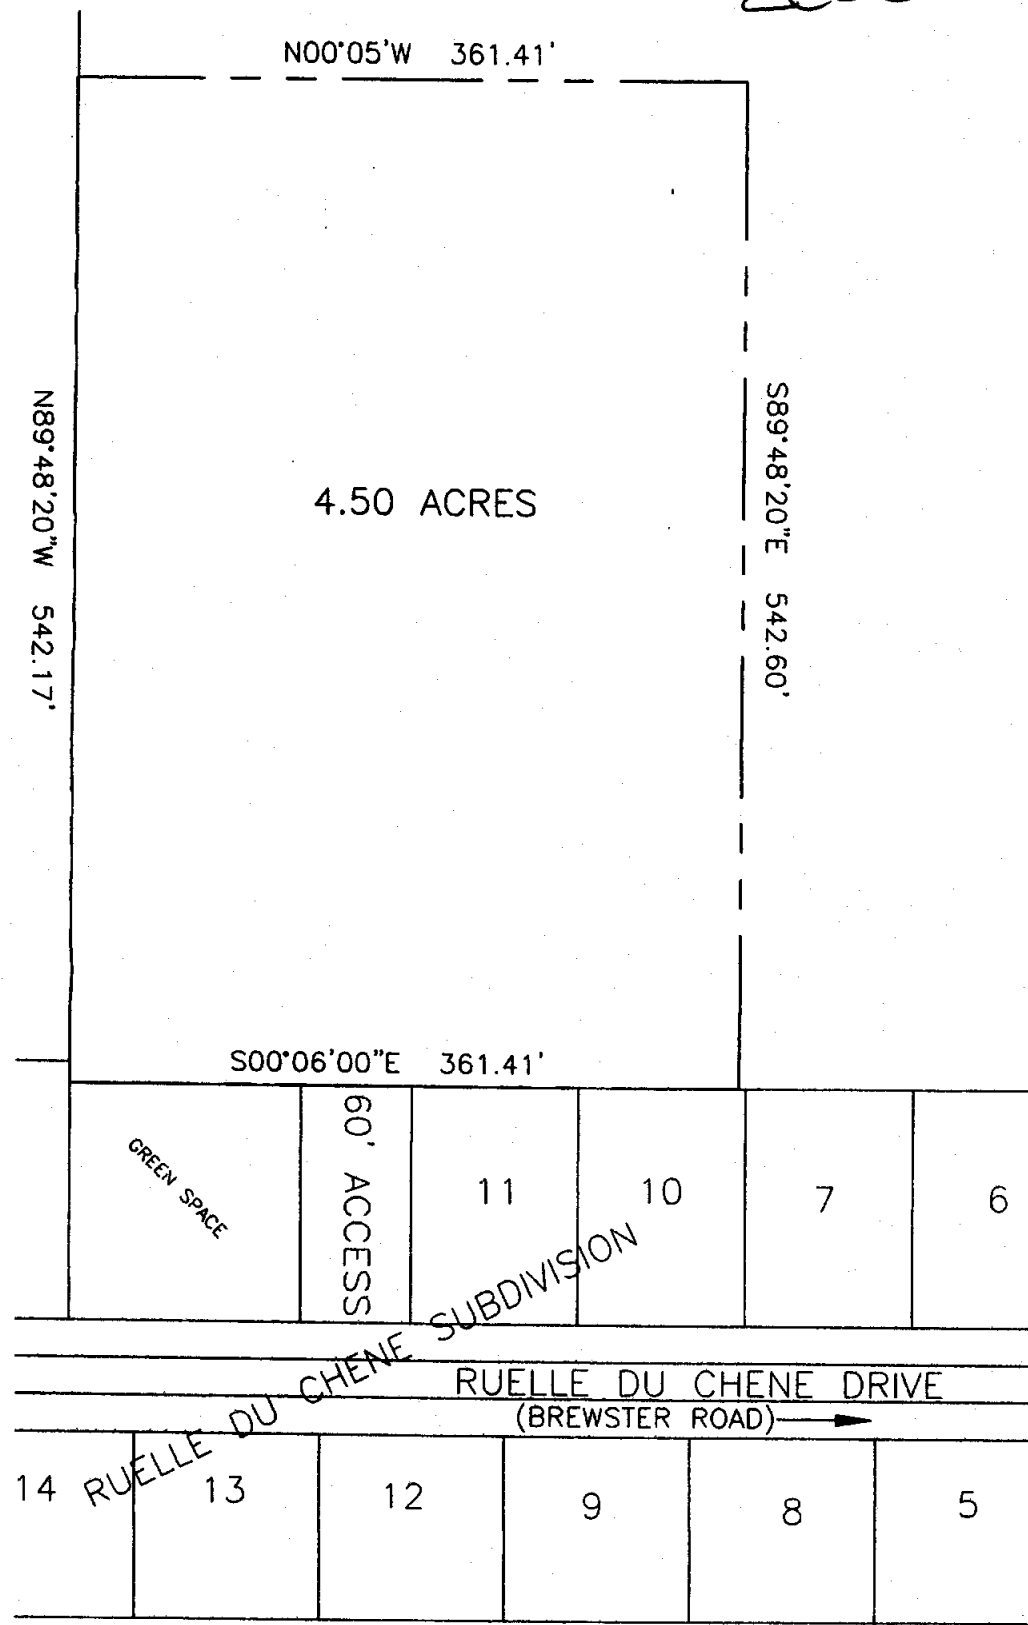 N00°05'W 361.41'
N89°48'20"W 542.17'
S89°48'20"E 542.60'
4.50 ACRES
S00°06'00"E 361.41'
GREEN SPACE
60' ACCESS
11
10
7
6
RUELLE DU CHENE SUBDIVISION
RUELLE DU CHENE DRIVE
(BREWSTER ROAD)
14
13
12
9
8
5